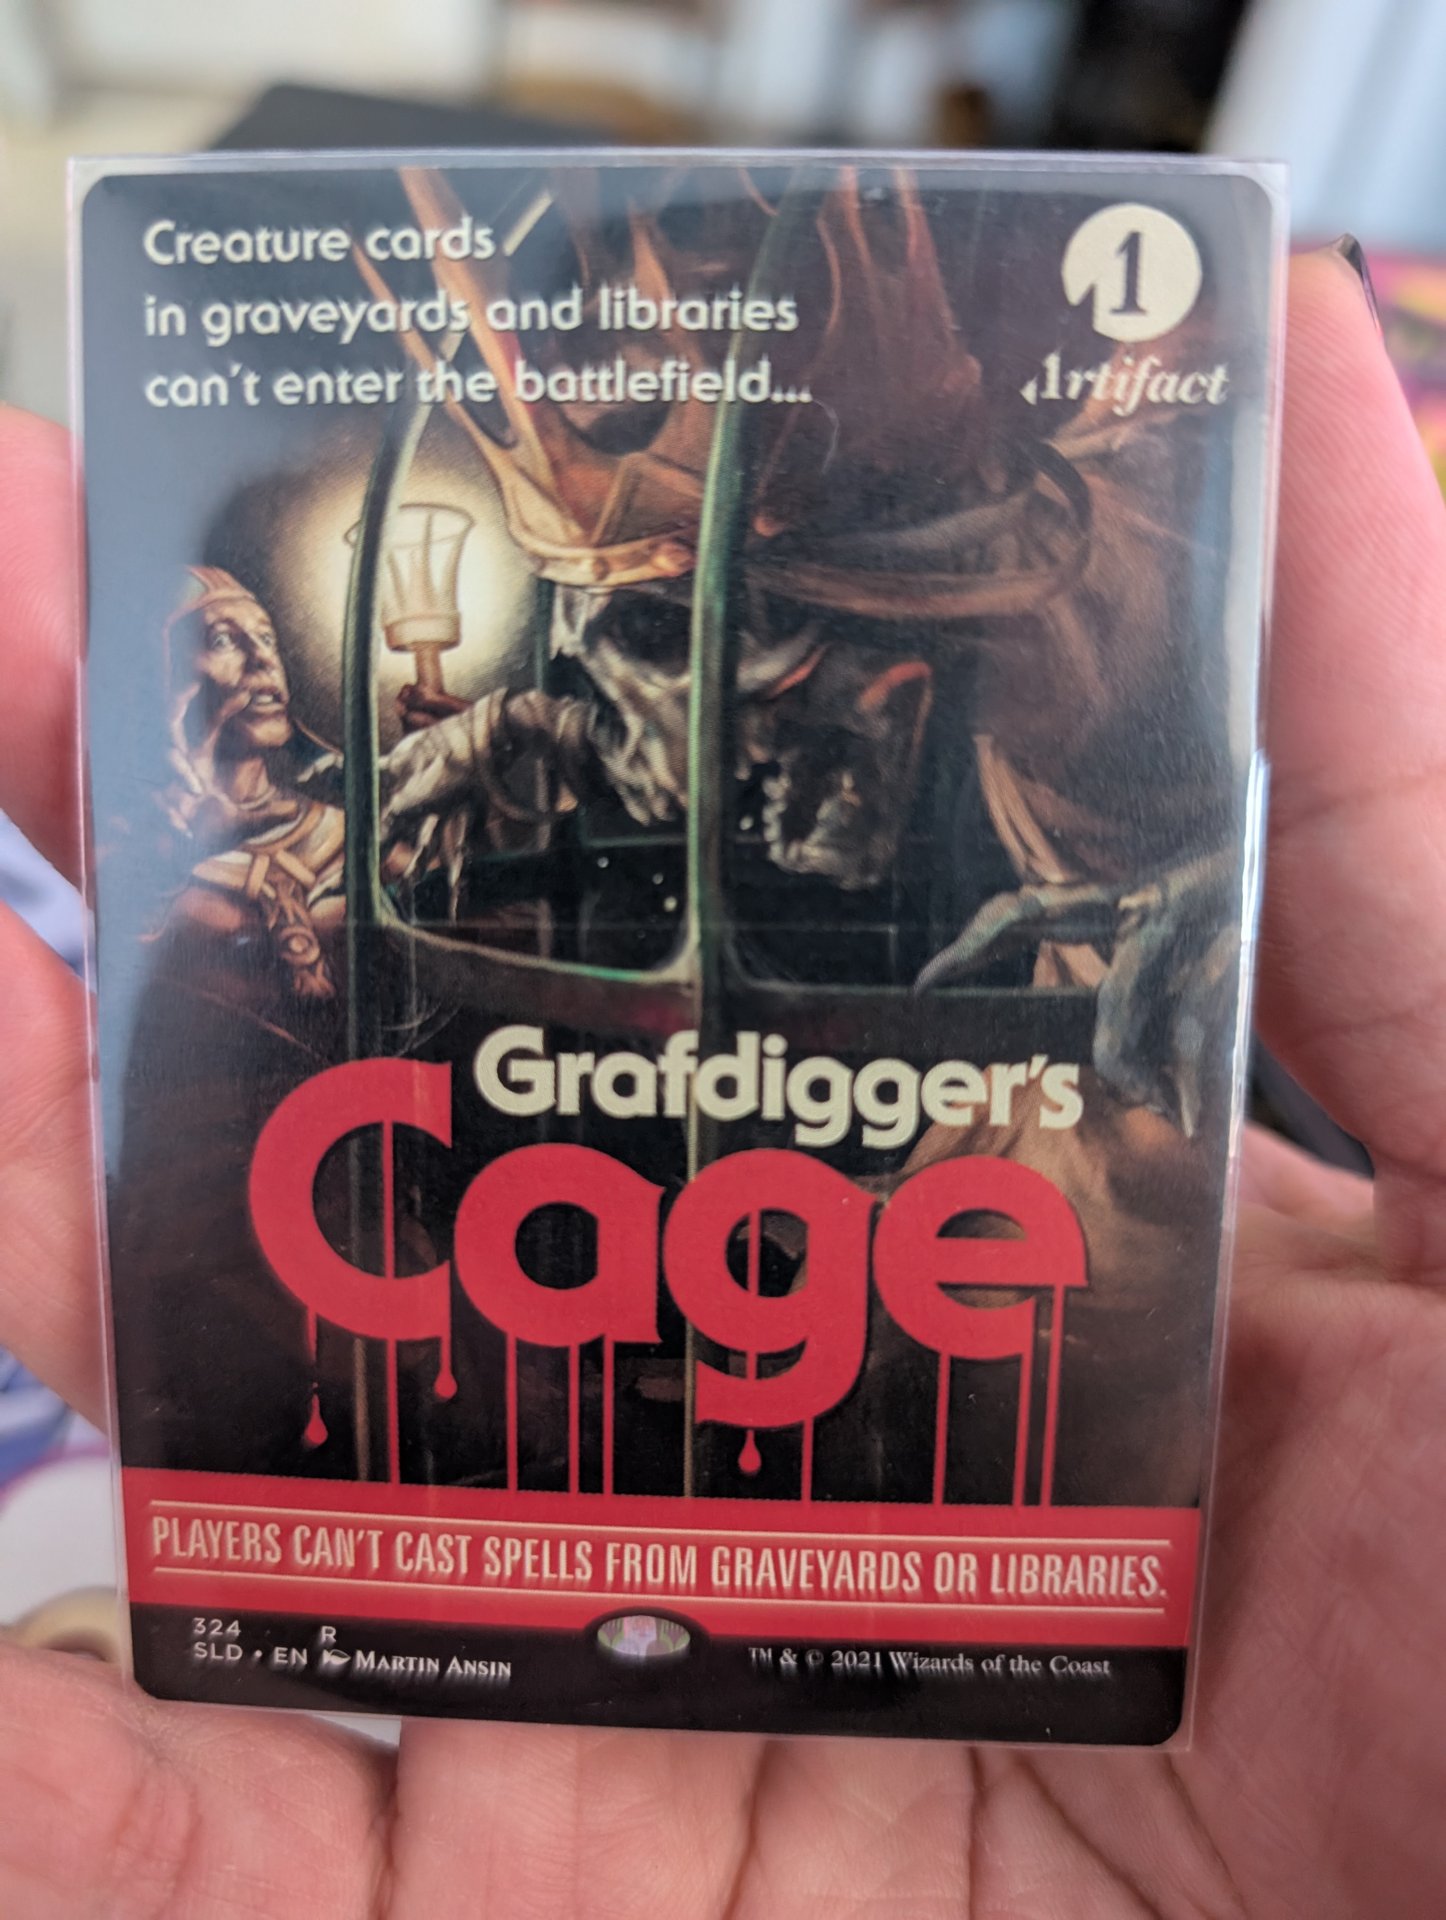 Creature cards
in graveyards and libraries
can't enter the battlefield...
1
Artifact
Grafdigger's
Cage
PLAYERS CAN'T CAST SPELLS FROM GRAVEYARDS OR LIBRARIES.
324 R
SLD • EN MARTIN ANSIN
™ & © 2021 Wizards of the Coast